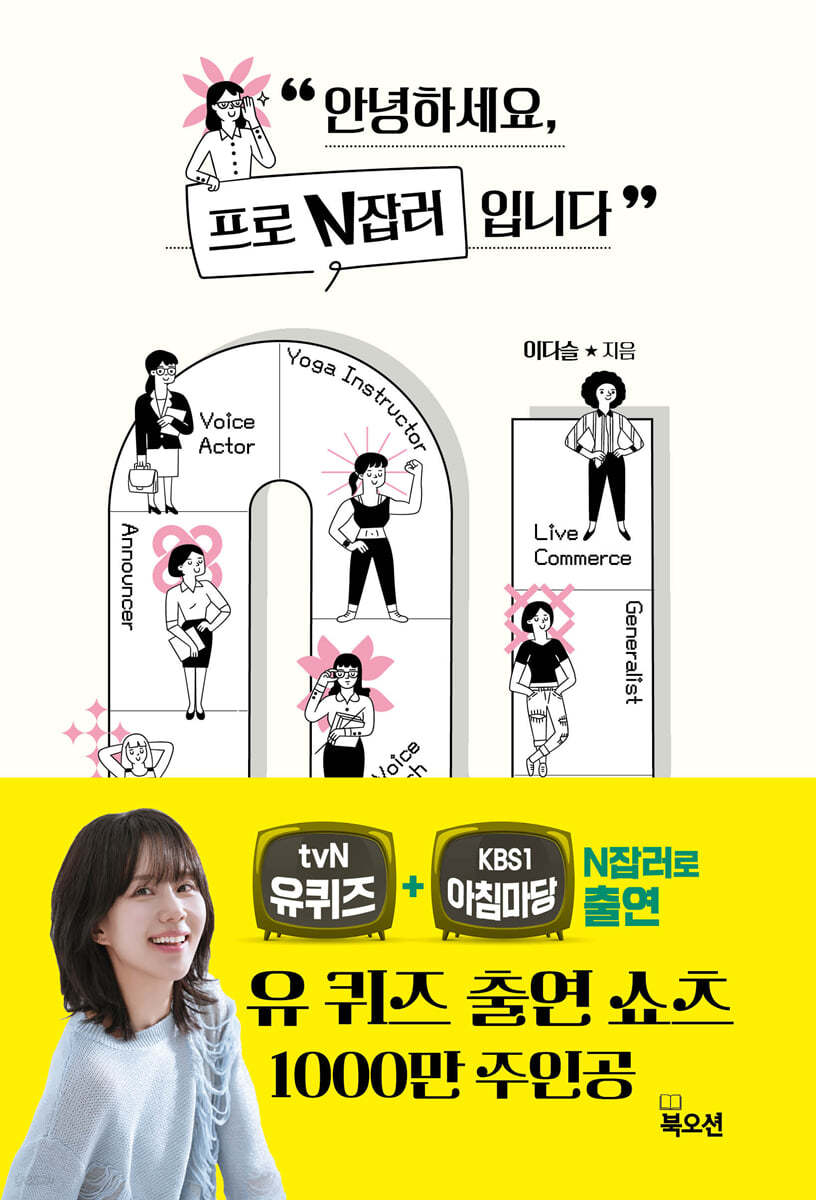 “안녕하세요,
프로 N잡러 입니다”
이다슬 ★ 지음
Yoga Instructor
Voice
Actor
Announcer
Live
Commerce
Generalist
Voice
tvN
유퀴즈
+
KBS1
아침마당
N잡러로
출연
유 퀴즈 출연 쇼츠
1000만 주인공
북오션